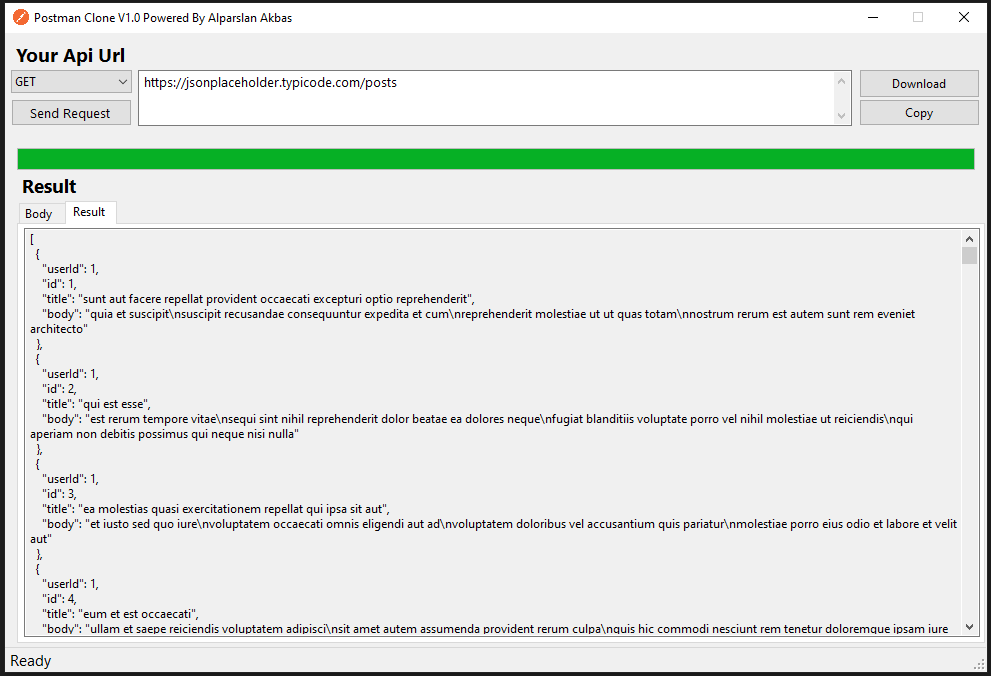 Postman Clone V1.0 Powered By Alparslan Akbas
Your Api Url
GET
https://jsonplaceholder.typicode.com/posts
Download
Send Request
Copy
Result
Body
Result
[
  {
    "userId": 1,
    "id": 1,
    "title": "sunt aut facere repellat provident occaecati excepturi optio reprehenderit",
    "body": "quia et suscipit\nsuscipit recusandae consequuntur expedita et cum\nreprehenderit molestiae ut ut quas totam\nnostrum rerum est autem sunt rem eveniet
architecto"
  },
  {
    "userId": 1,
    "id": 2,
    "title": "qui est esse",
    "body": "est rerum tempore vitae\nsequi sint nihil reprehenderit dolor beatae ea dolores neque\nfugiat blanditiis voluptate porro vel nihil molestiae ut reiciendis\nqui
aperiam non debitis possimus qui neque nisi nulla"
  },
  {
    "userId": 1,
    "id": 3,
    "title": "ea molestias quasi exercitationem repellat qui ipsa sit aut",
    "body": "et iusto sed quo iure\nvoluptatem occaecati omnis eligendi aut ad\nvoluptatem doloribus vel accusantium quis pariatur\nmolestiae porro eius odio et labore et velit
aut"
  },
  {
    "userId": 1,
    "id": 4,
    "title": "eum et est occaecati",
    "body": "ullam et saepe reiciendis voluptatem adipisci\nsit amet autem assumenda provident rerum culpa\nquis hic commodi nesciunt rem tenetur doloremque ipsam iure
Ready